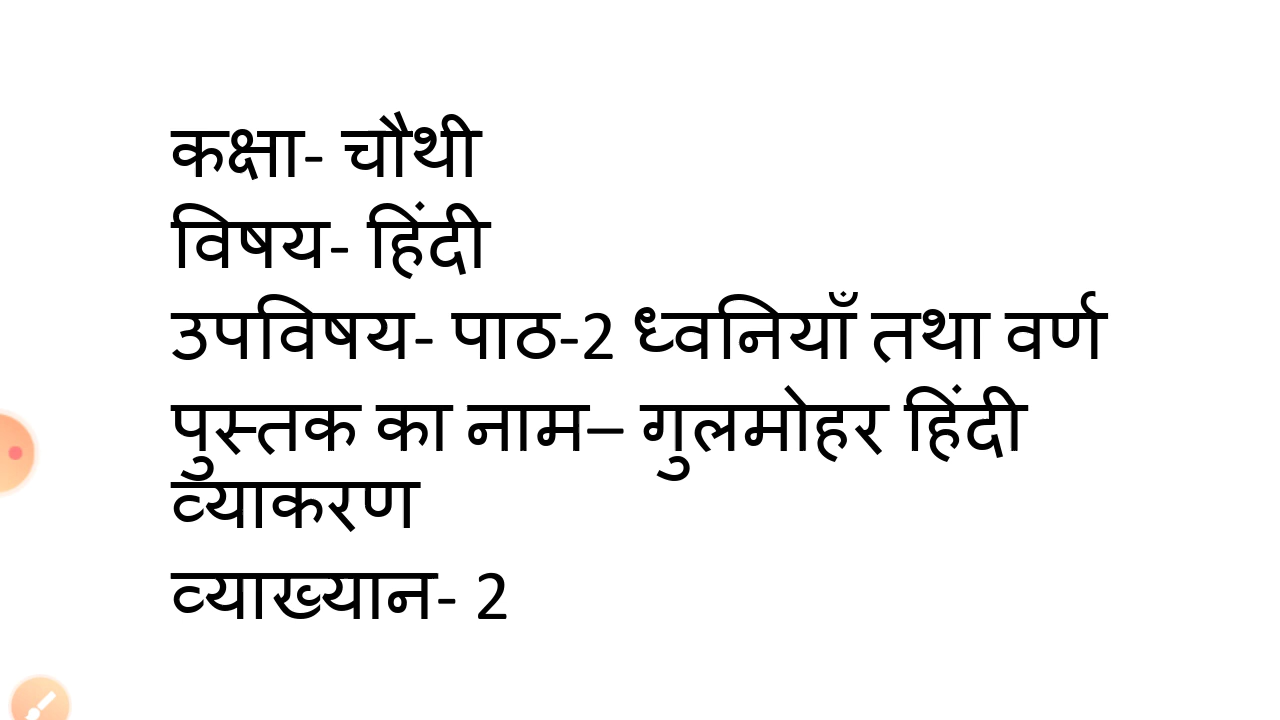 कक्षा- चौथी
विषय- हिंदी
उपविषय- पाठ-2 ध्वनियाँ तथा वर्ण
पुस्तक का नाम– गुलमोहर हिंदी
व्याकरण
व्याख्यान- 2